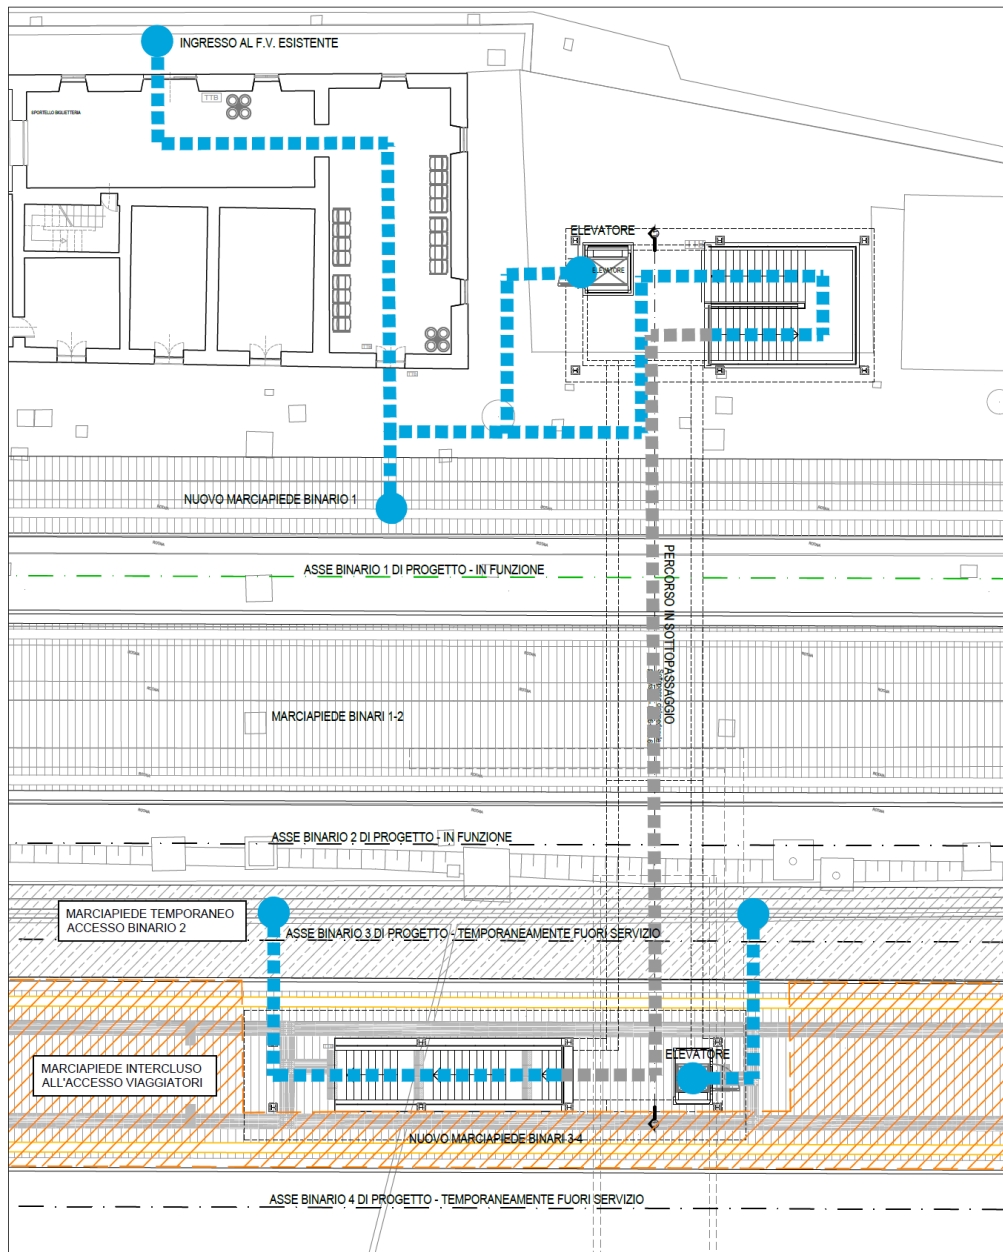 INGRESSO AL F.V. ESISTENTE
TTB
SPORTELLO BIGLIETTERIA
ELEVATORE
ELEVATORE
NUOVO MARCIAPIEDE BINARIO 1
ASSE BINARIO 1 DI PROGETTO - IN FUNZIONE
PERCORSO IN SOTTOPASSAGGIO
MARCIAPIEDE BINARI 1-2
ASSE BINARIO 2 DI PROGETTO - IN FUNZIONE
MARCIAPIEDE TEMPORANEO
ACCESSO BINARIO 2
ASSE BINARIO 3 DI PROGETTO - TEMPORANEAMENTE FUORI SERVIZIO
ELEVATORE
MARCIAPIEDE INTERCLUSO
ALL'ACCESSO VIAGGIATORI
NUOVO MARCIAPIEDE BINARI 3-4
ASSE BINARIO 4 DI PROGETTO - TEMPORANEAMENTE FUORI SERVIZIO